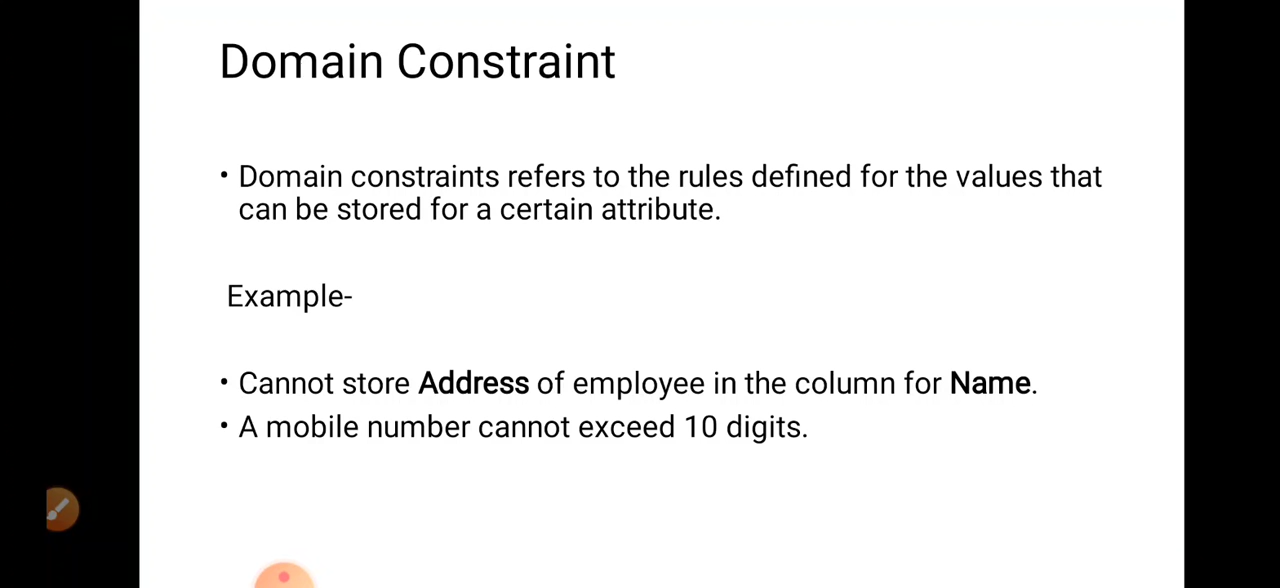 Domain Constraint
• Domain constraints refers to the rules defined for the values that
can be stored for a certain attribute.
Example-
• Cannot store Address of employee in the column for Name.
• A mobile number cannot exceed 10 digits.